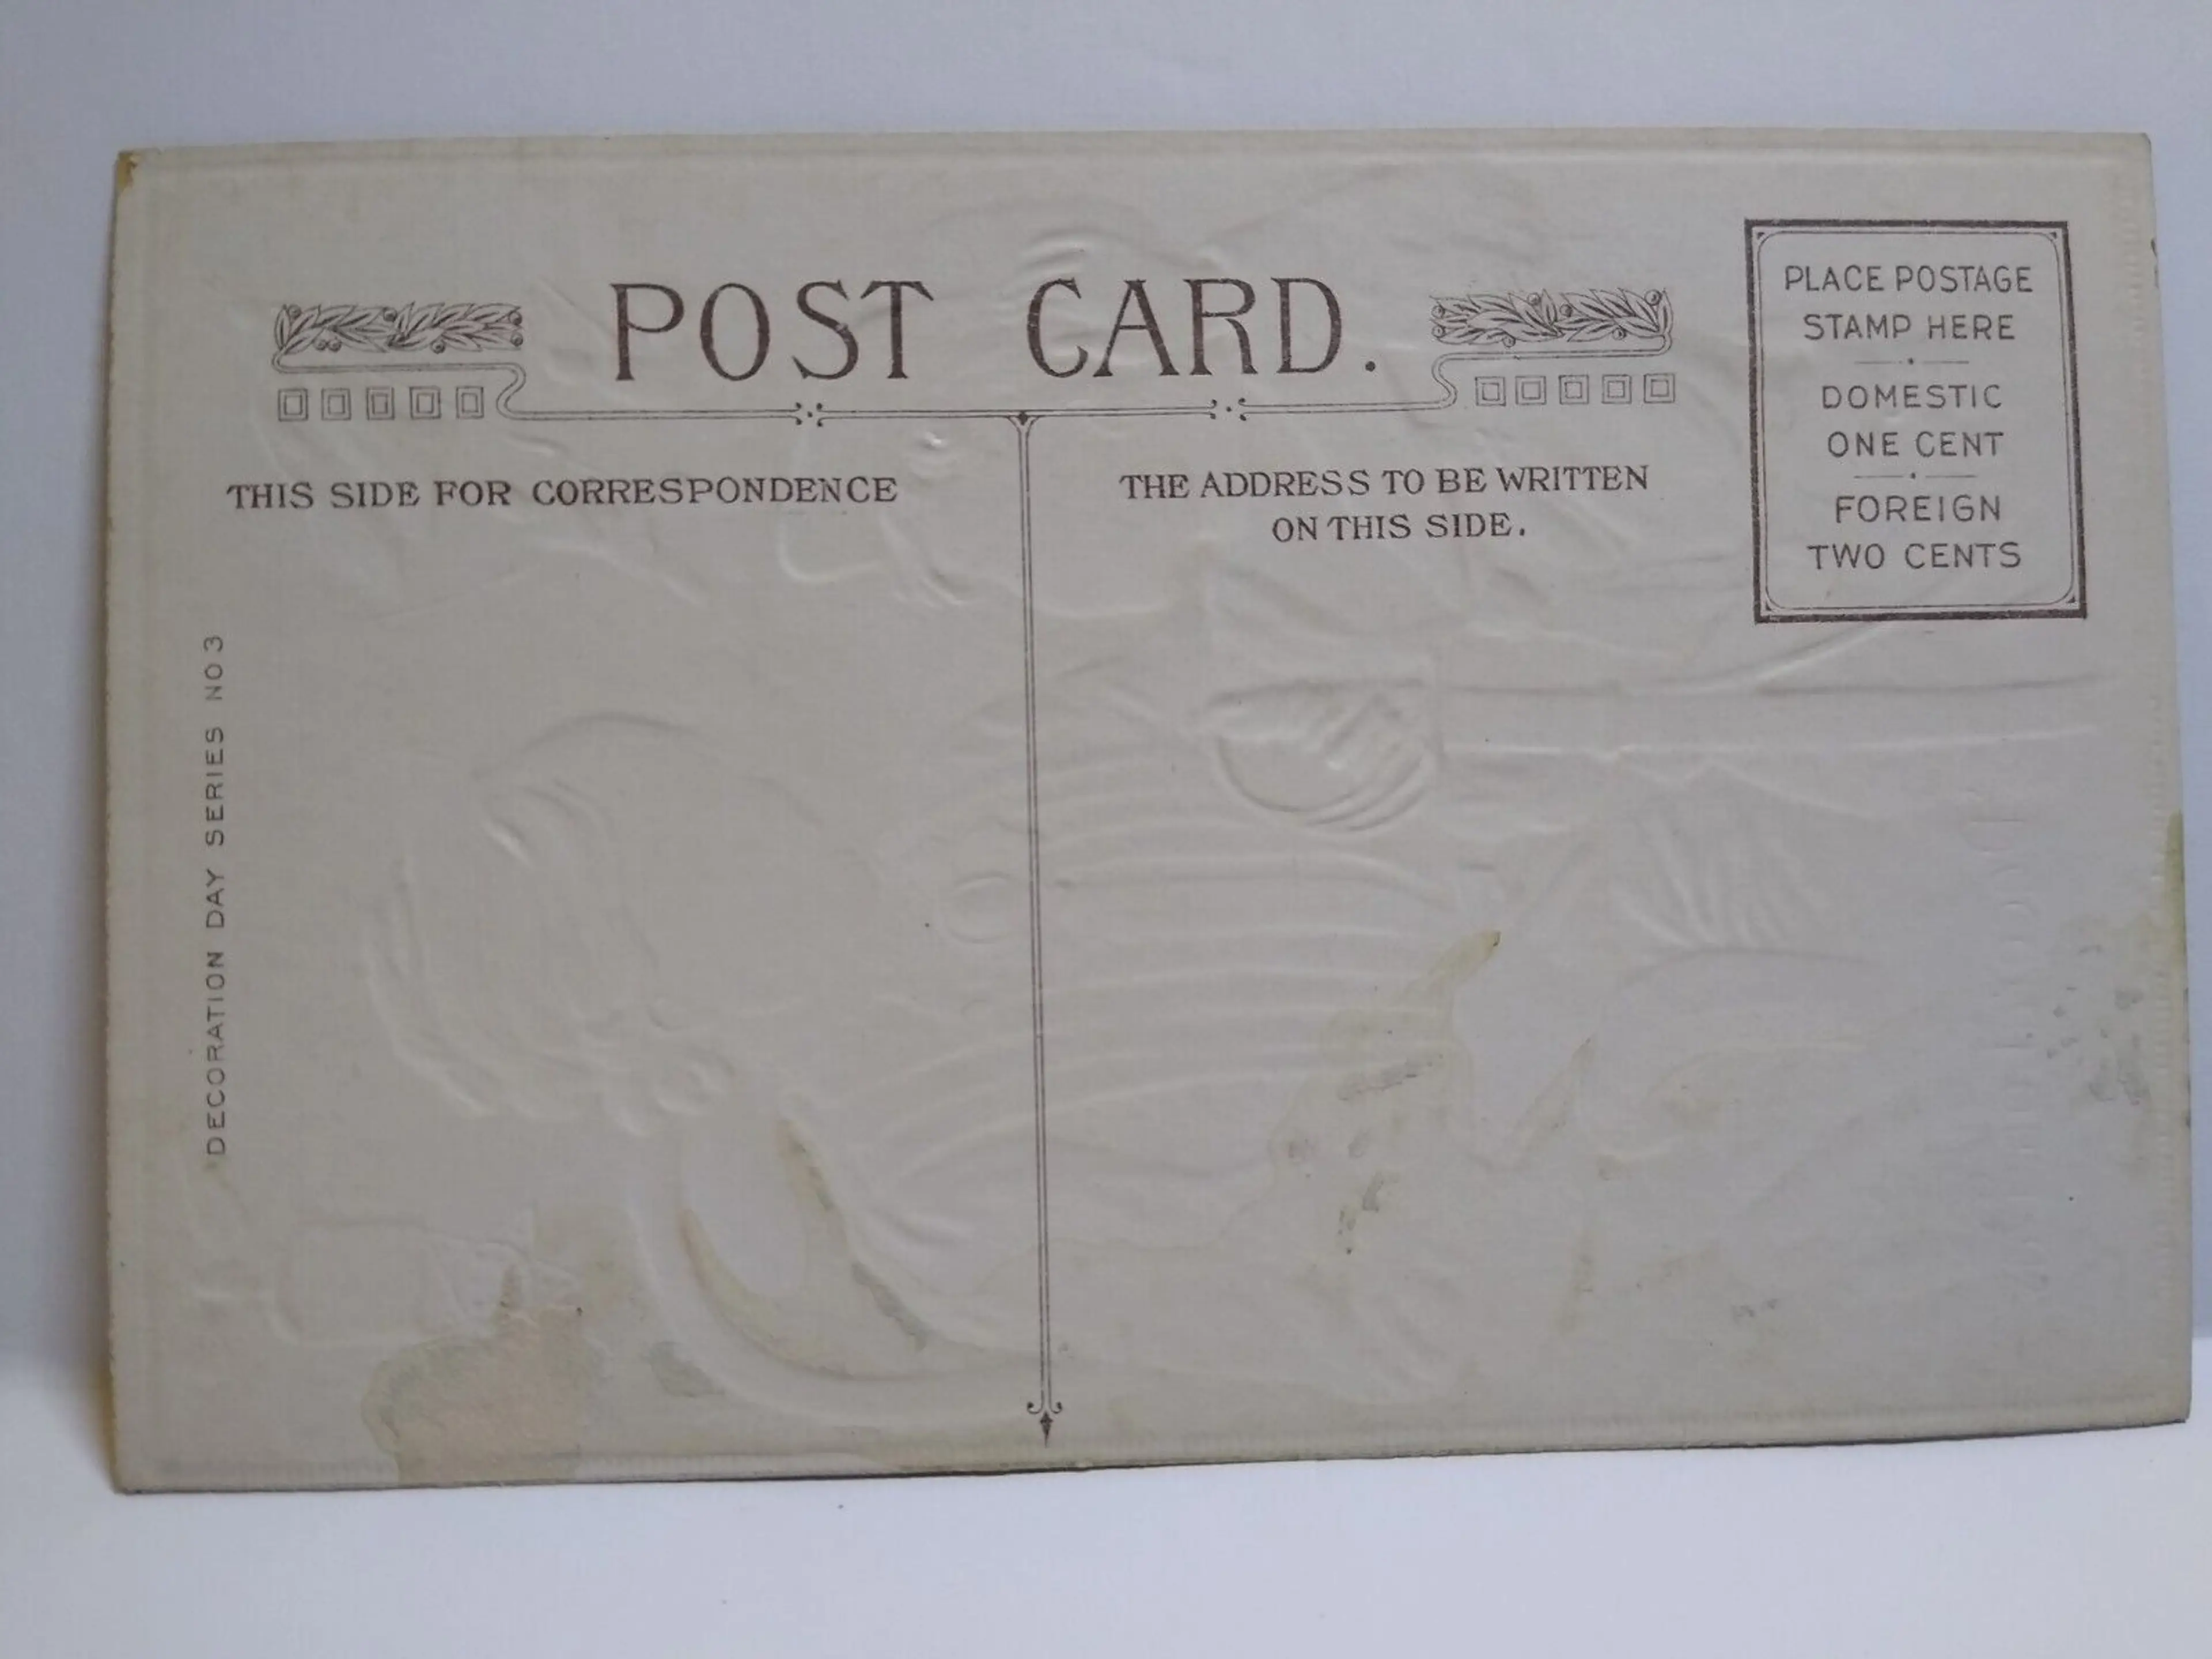 POST CARD.
PLACE POSTAGE
STAMP HERE
DOMESTIC
ONE CENT
FOREIGN
TWO CENTS
THIS SIDE FOR CORRESPONDENCE
THE ADDRESS TO BE WRITTEN
ON THIS SIDE.
DECORATION DAY SERIES NO 3